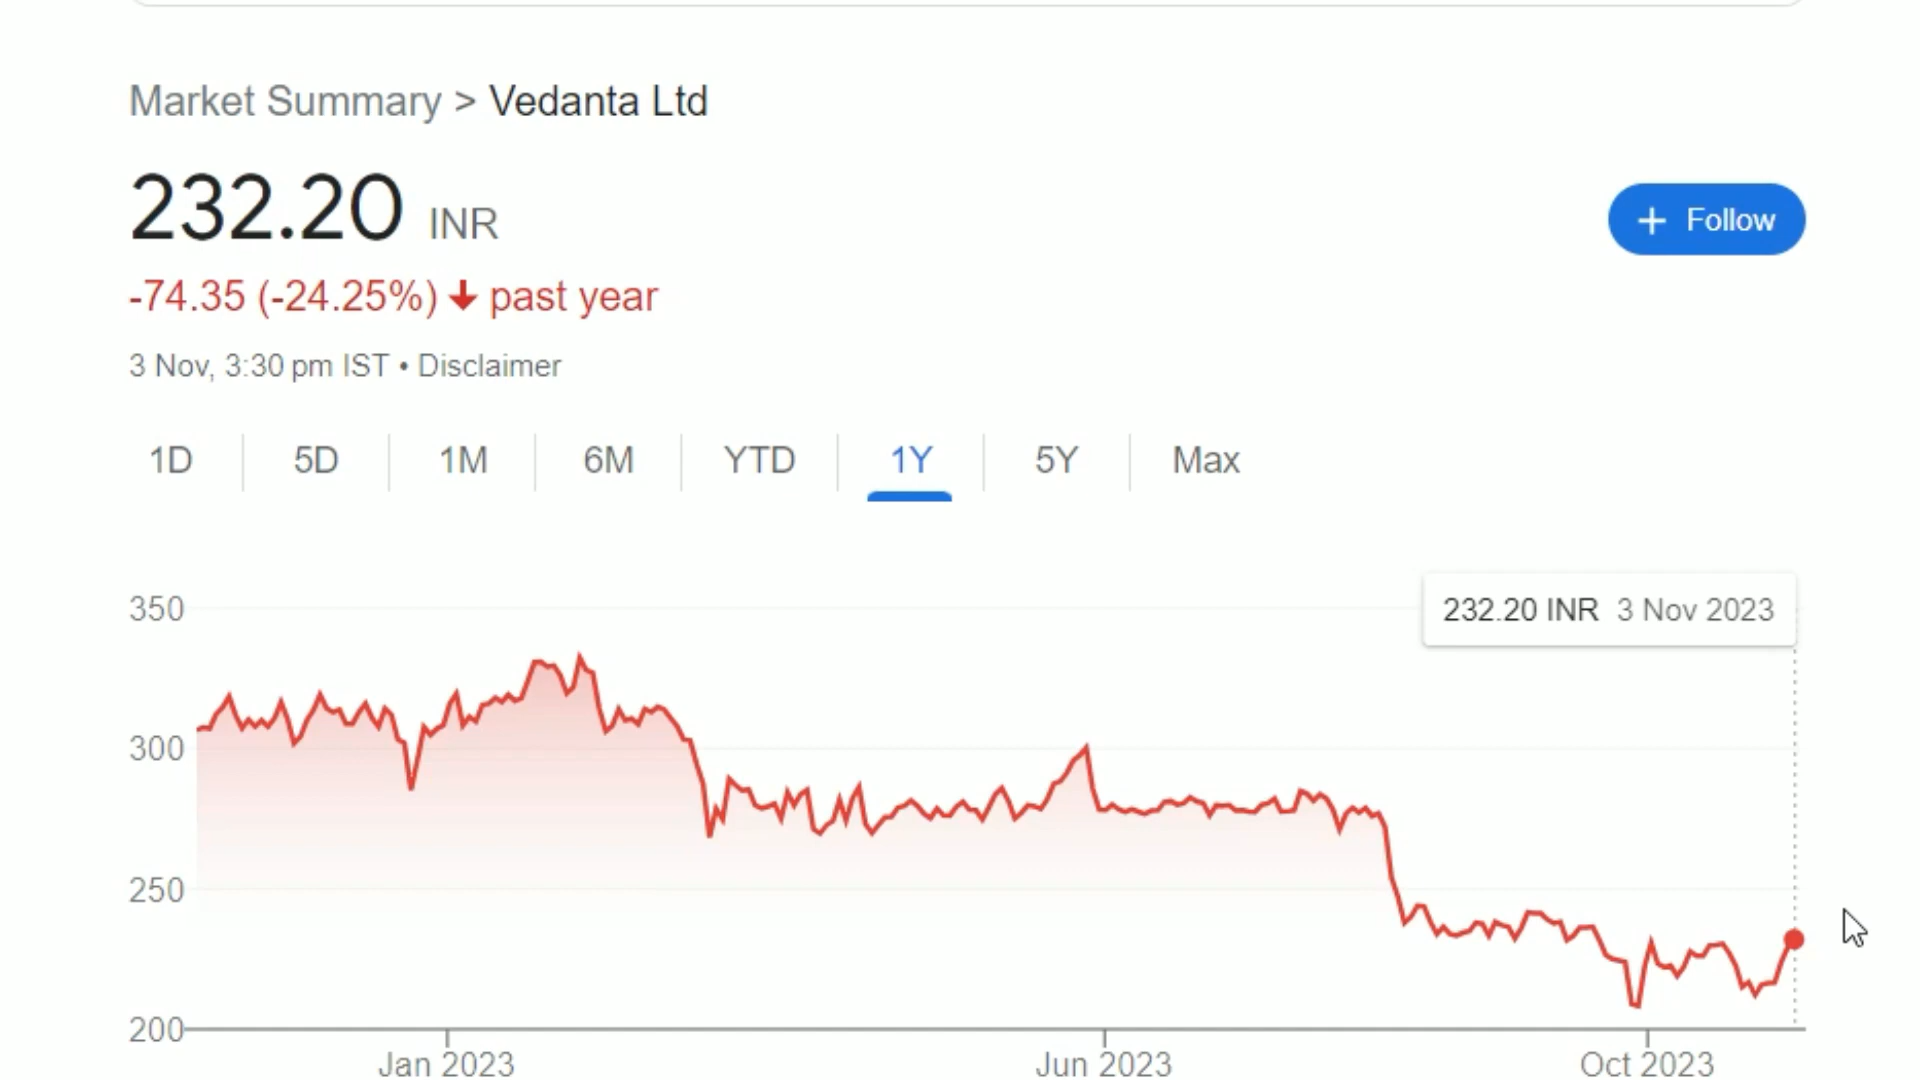 Market Summary > Vedanta Ltd
232.20 INR
+ Follow
-74.35 (-24.25%) ↓ past year
3 Nov, 3:30 pm IST • Disclaimer
1D 5D 1M 6M YTD 1Y 5Y Max
232.20 INR 3 Nov 2023
350
300
250
200
Jan 2023 Jun 2023 Oct 2023